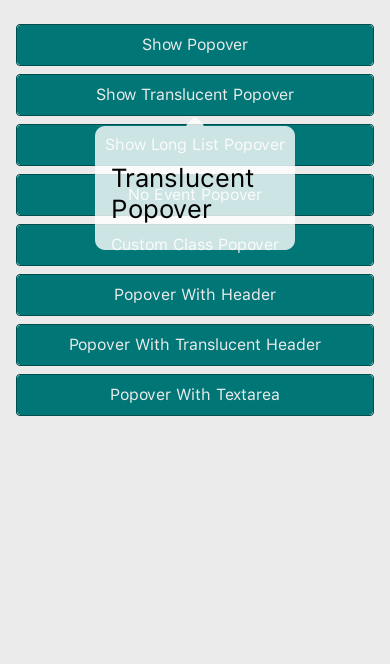 Show Popover
Show Translucent Popover
Show Long List Popover
Translucent
Popover
No Event Popover
Custom Class Popover
Popover With Header
Popover With Translucent Header
Popover With Textarea